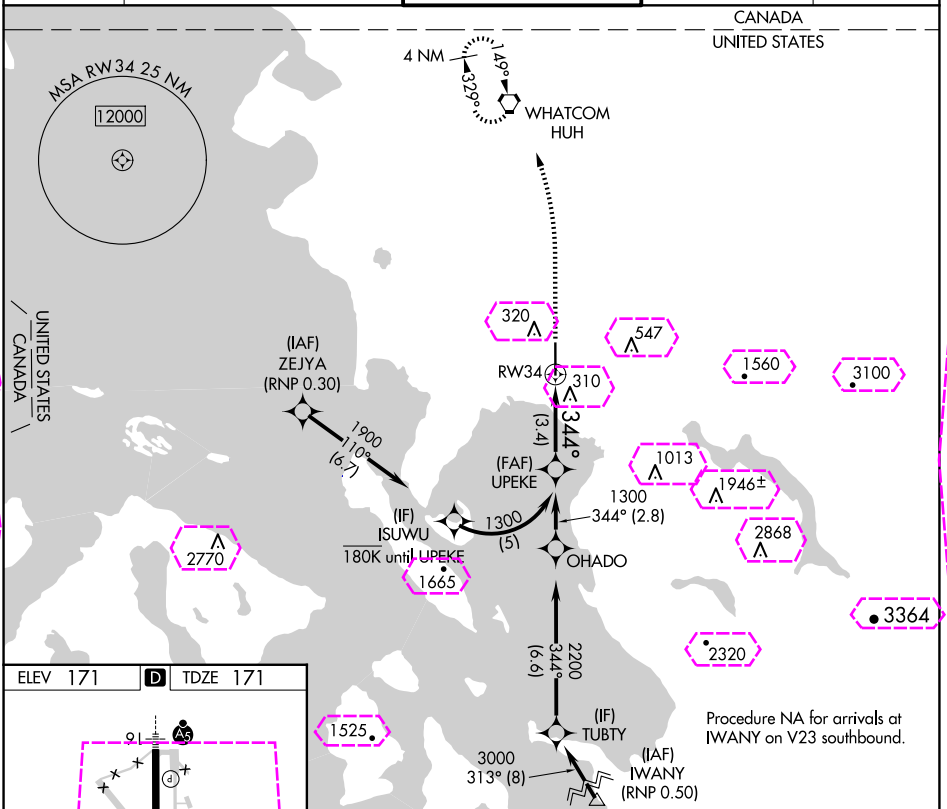 CANADA
UNITED STATES
MSA RW34 25 NM
12000
4 NM
329°
149°
WHATCOM
HUH
UNITED STATES
CANADA
320
547
RW34
310
1560
3100
(IAF)
ZEJYA
(RNP 0.30)
1900
110°
(6.7)
344°
(3.4)
(FAF)
UPEKE
1013
1946±
(IF)
ISUWU
180K until UPEKE
1300
(5)
1300
344° (2.8)
OHADO
2770
1665
2868
3364
2320
2200
344°
(6.6)
ELEV 171
D
TDZE 171
16
A5
P
1525
(IF)
TUBTY
3000
313° (8)
(IAF)
IWANY
(RNP 0.50)
Procedure NA for arrivals at
IWANY on V23 southbound.